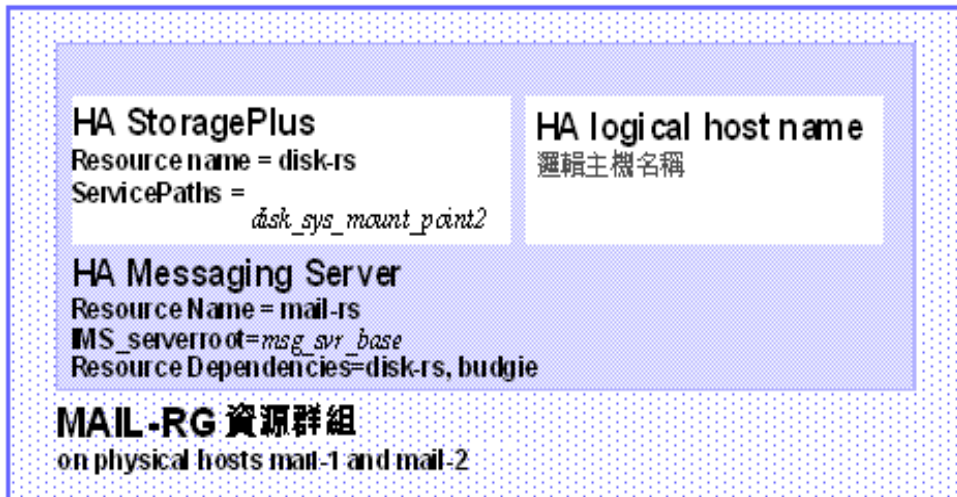 HA StoragePlus
Resource name = disk-rs
ServicePaths =
disk_sys_mount_point2
HA logical host name
邏輯主機名稱
HA Messaging Server
Resource Name = mail-rs
IMS_serverroot=msg_svr_base
Resource Dependencies=disk-rs, budgie
MAIL-RG 資源群組
on physical hosts mail-1 and mail-2